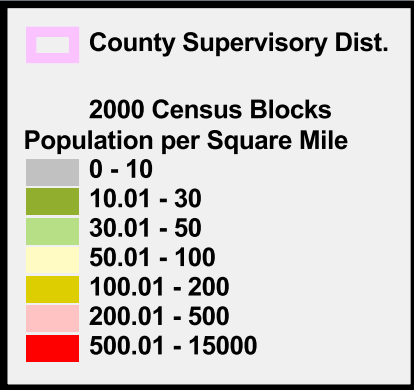 County Supervisory Dist.
2000 Census Blocks
Population per Square Mile
0 - 10
10.01 - 30
30.01 - 50
50.01 - 100
100.01 - 200
200.01 - 500
500.01 - 15000